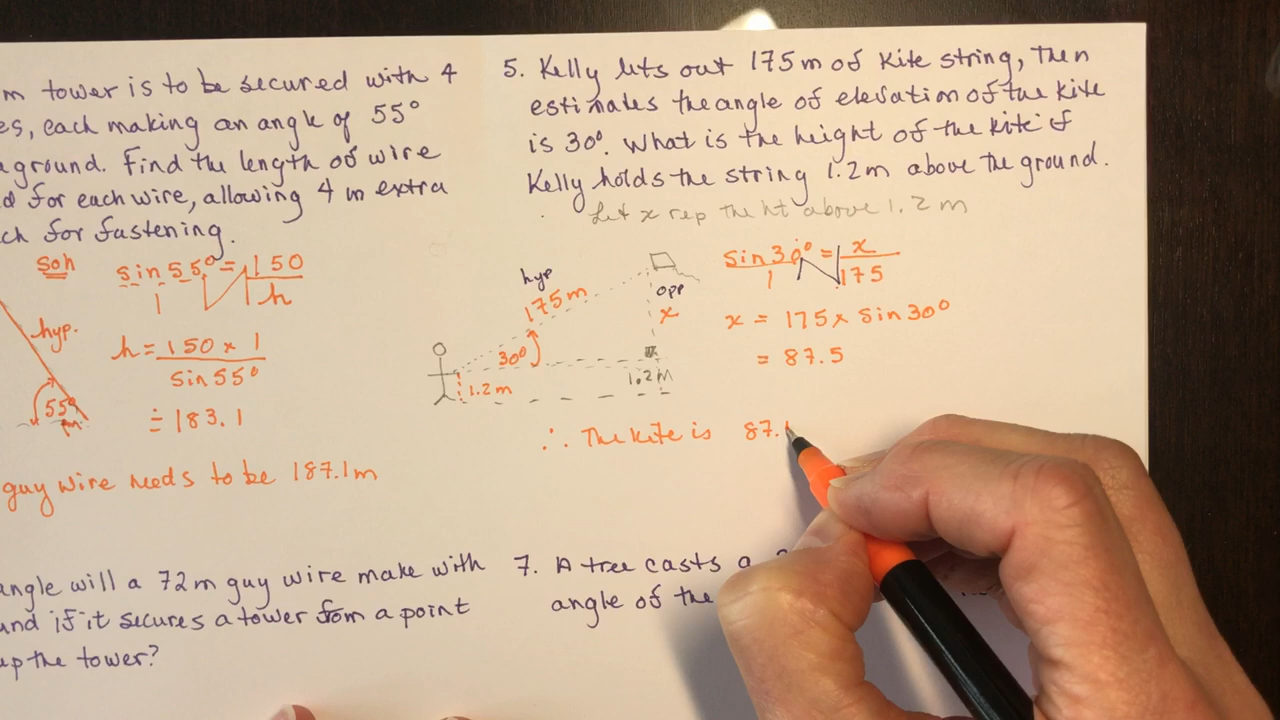 m tower is to be secured with 4
es, each making an angle of 55°
ground. Find the length of wire
d for each wire, allowing 4 m extra
ch for fastening.
soh
sin 55° = 150
1 h
hyp.
h = 150 x 1
sin 55°
≐ 183.1
55°
guy wire needs to be 187.1m
angle will a 72 m guy wire make with
und if it secures a tower from a point
up the tower?
5. Kelly lets out 175 m of kite string, then
estimates the angle of elevation of the kite
is 30°. What is the height of the kite if
Kelly holds the string 1.2m above the ground.
Let x rep the ht above 1.2 m
hyp
175 m
opp
x
30°
1.2 m
1.2 m
sin 30° = x
1 175
x = 175 x sin 30°
= 87.5
∴ The kite is 87.
7. A tree casts a
angle of the